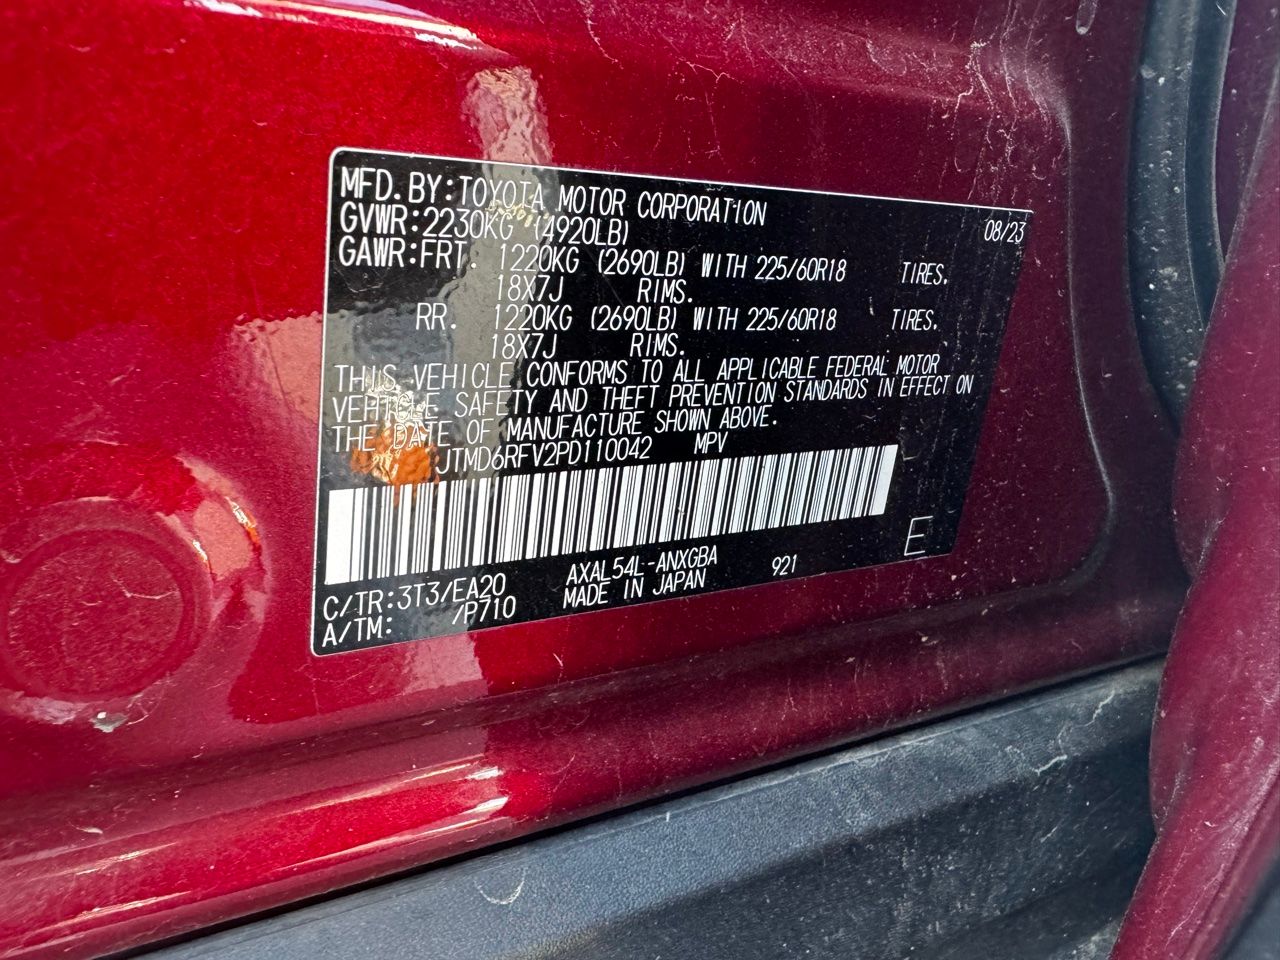 MFD. BY:TOYOTA MOTOR CORPORATION 08/23
GVWR:2230KG (4920LB)
GAWR:FRT. 1220KG (2690LB) WITH 225/60R18 TIRES.
18X7J RIMS.
RR. 1220KG (2690LB) WITH 225/60R18 TIRES.
18X7J RIMS.
THIS VEHICLE CONFORMS TO ALL APPLICABLE FEDERAL MOTOR
VEHICLE SAFETY AND THEFT PREVENTION STANDARDS IN EFFECT ON
THE DATE OF MANUFACTURE SHOWN ABOVE.
JTMD6RFV2PD110042 MPV
E
C/TR:3T3/EA20 AXAL54L-ANXGBA 921
A/TM: /P710 MADE IN JAPAN